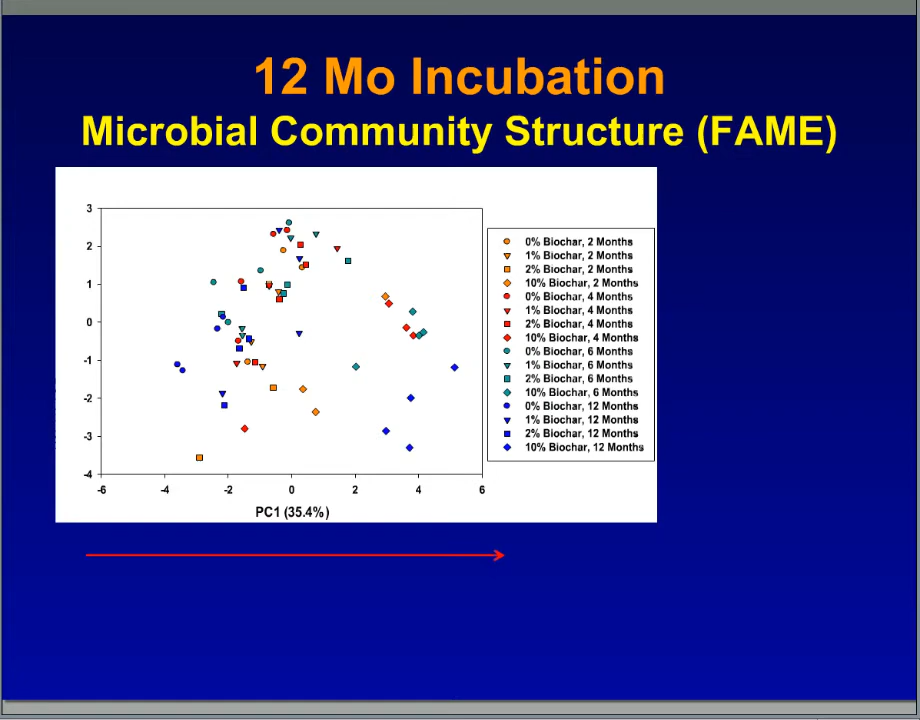 12 Mo Incubation
Microbial Community Structure (FAME)
3
2
1
0
-1
-2
-3
-4
-6 -4 -2 0 2 4 6
PC1 (35.4%)
0% Biochar, 2 Months
1% Biochar, 2 Months
2% Biochar, 2 Months
10% Biochar, 2 Months
0% Biochar, 4 Months
1% Biochar, 4 Months
2% Biochar, 4 Months
10% Biochar, 4 Months
0% Biochar, 6 Months
1% Biochar, 6 Months
2% Biochar, 6 Months
10% Biochar, 6 Months
0% Biochar, 12 Months
1% Biochar, 12 Months
2% Biochar, 12 Months
10% Biochar, 12 Months